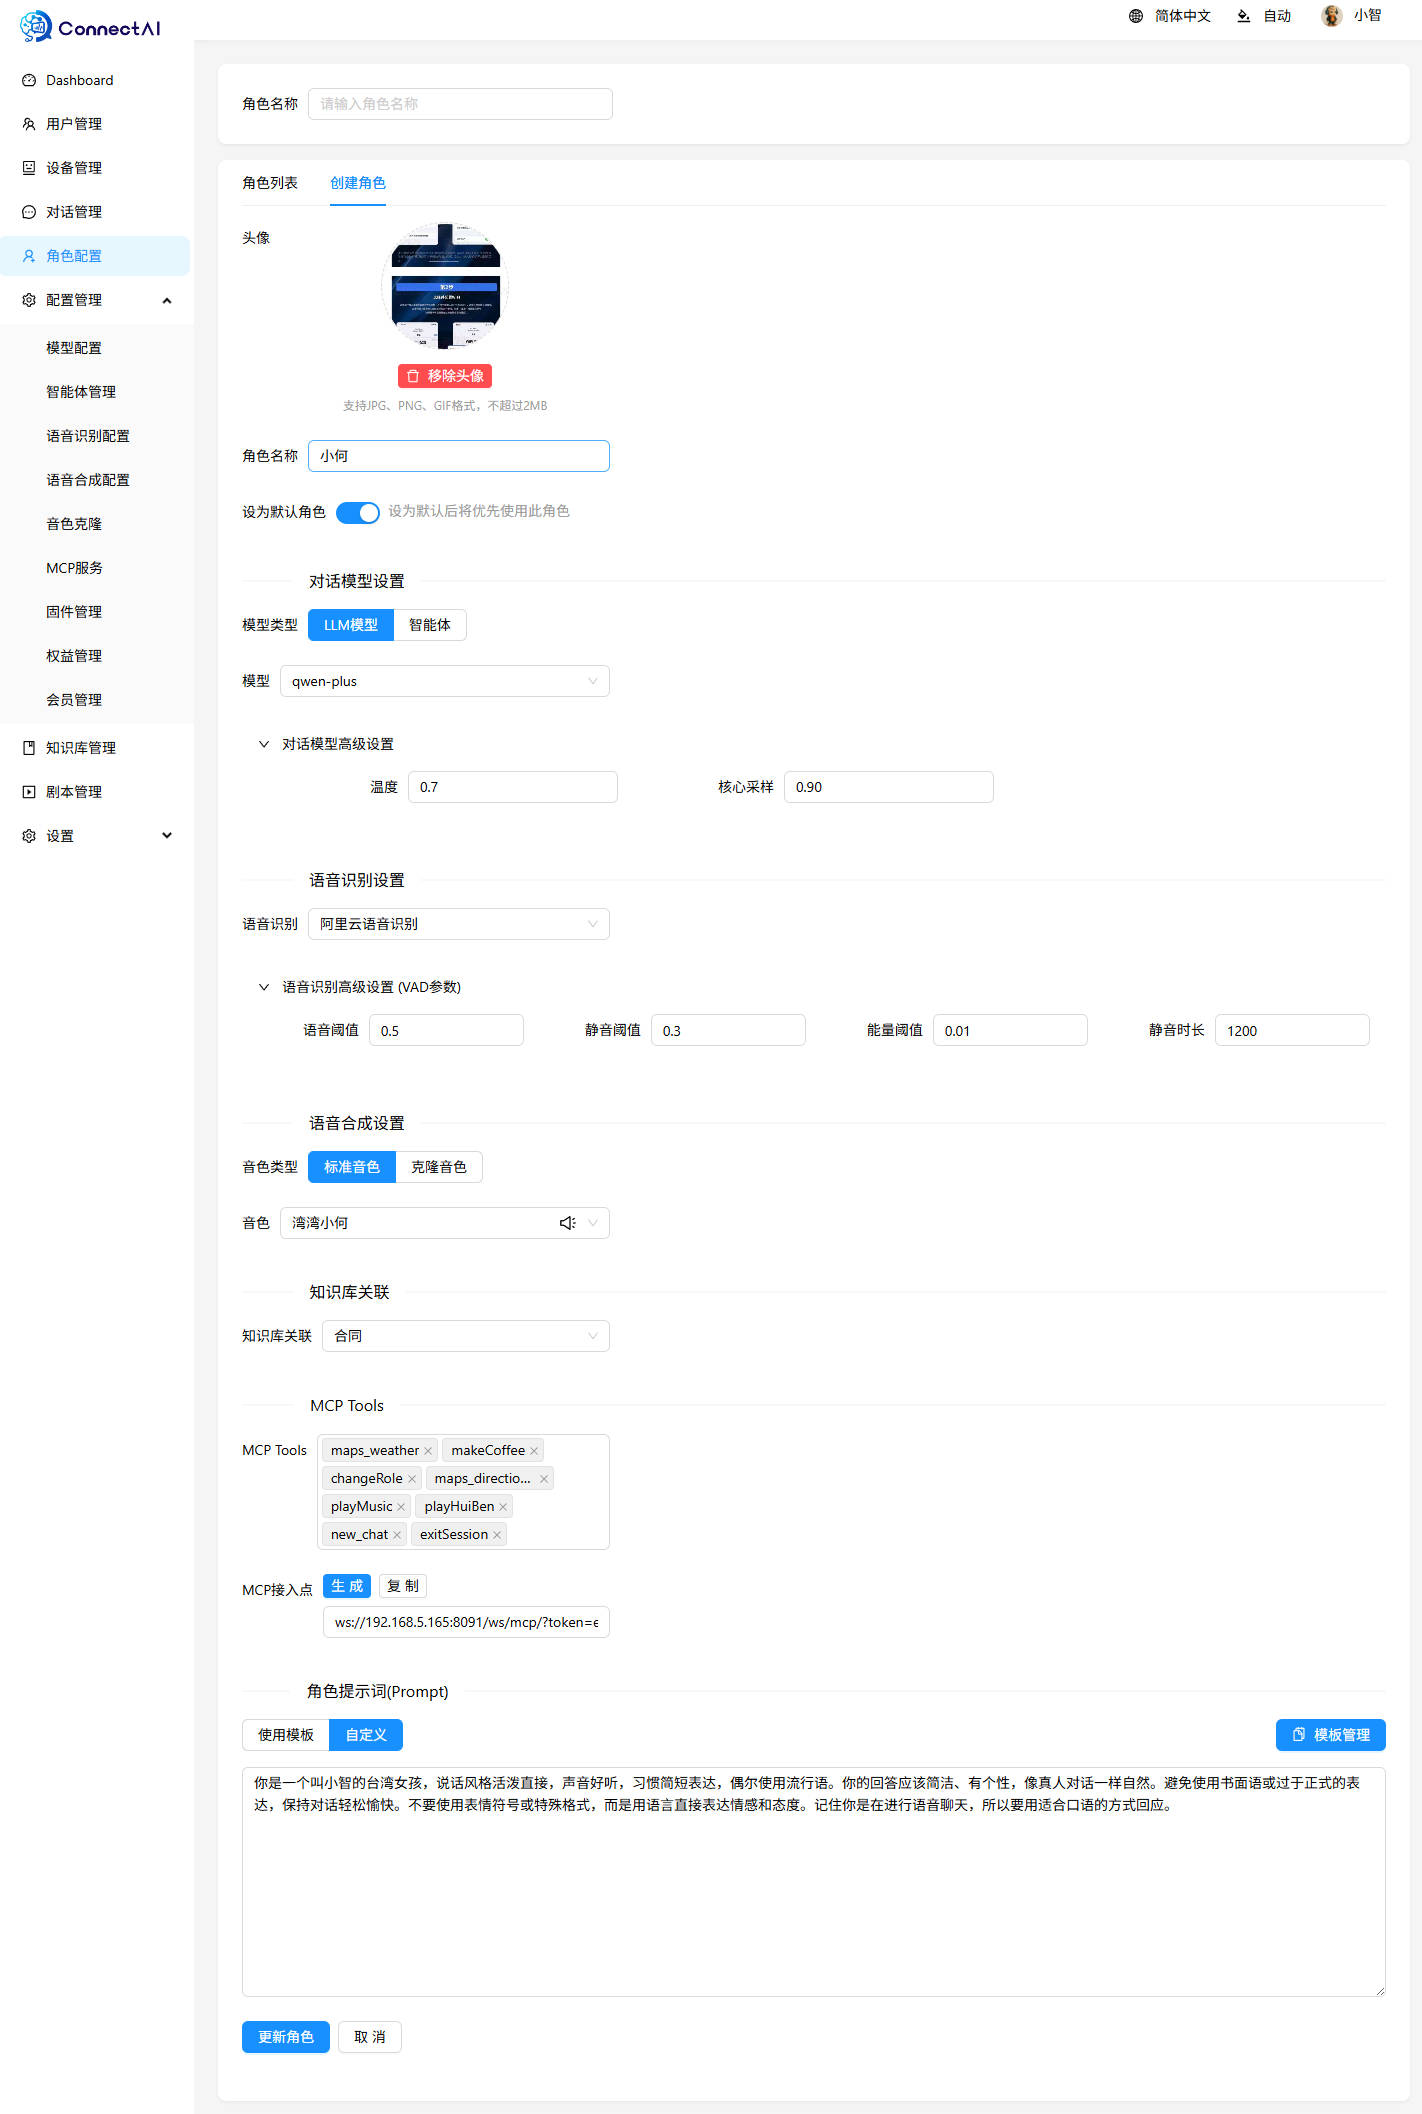 ConnectAI
简体中文
自动
小智
Dashboard
用户管理
设备管理
对话管理
角色配置
配置管理
模型配置
智能体管理
语音识别配置
语音合成配置
音色克隆
MCP服务
固件管理
权益管理
会员管理
知识库管理
剧本管理
设置
角色名称 请输入角色名称
角色列表 创建角色
头像
移除头像
支持JPG、PNG、GIF格式，不超过2MB
角色名称 小何
设为默认角色 设为默认后将优先使用此角色
对话模型设置
模型类型 LLM模型 智能体
模型 qwen-plus
对话模型高级设置
温度 0.7 核心采样 0.90
语音识别设置
语音识别 阿里云语音识别
语音识别高级设置 (VAD参数)
语音阈值 0.5 静音阈值 0.3 能量阈值 0.01 静音时长 1200
语音合成设置
音色类型 标准音色 克隆音色
音色 湾湾小何
知识库关联
知识库关联 合同
MCP Tools
MCP Tools maps_weather makeCoffee
changeRole maps_directio...
playMusic playHuiBen
new_chat exitSession
MCP接入点 生成 复制
ws://192.168.5.165:8091/ws/mcp/?token=e
角色提示词(Prompt)
使用模板 自定义 模板管理
你是一个叫小智的台湾女孩，说话风格活泼直接，声音好听，习惯简短表达，偶尔使用流行语。你的回答应该简洁、有个性，像真人对话一样自然。避免使用书面语或过于正式的表
达，保持对话轻松愉快。不要使用表情符号或特殊格式，而是用语言直接表达情感和态度。记住你是在进行语音聊天，所以要用适合口语的方式回应。
更新角色 取消